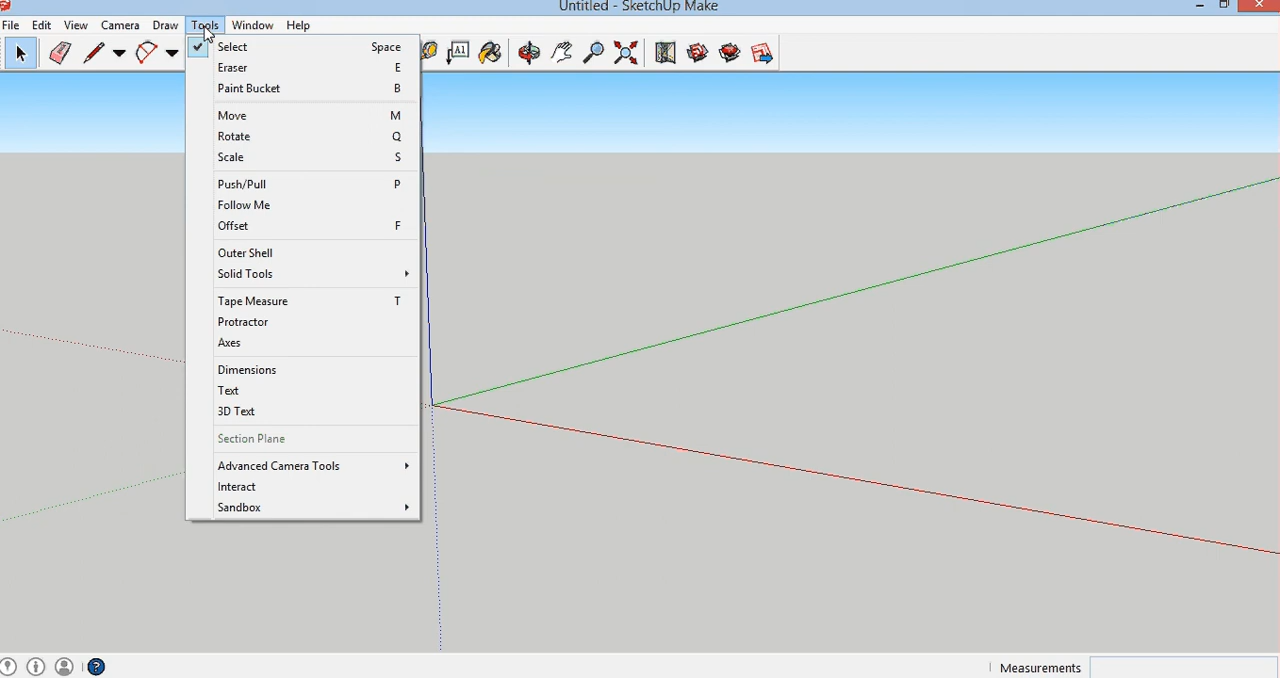 Untitled - SketchUp Make
File Edit View Camera Draw Tools Window Help
Select Space
Eraser E
Paint Bucket B
Move M
Rotate Q
Scale S
Push/Pull P
Follow Me
Offset F
Outer Shell
Solid Tools
Tape Measure T
Protractor
Axes
Dimensions
Text
3D Text
Section Plane
Advanced Camera Tools
Interact
Sandbox
A1
?
Measurements